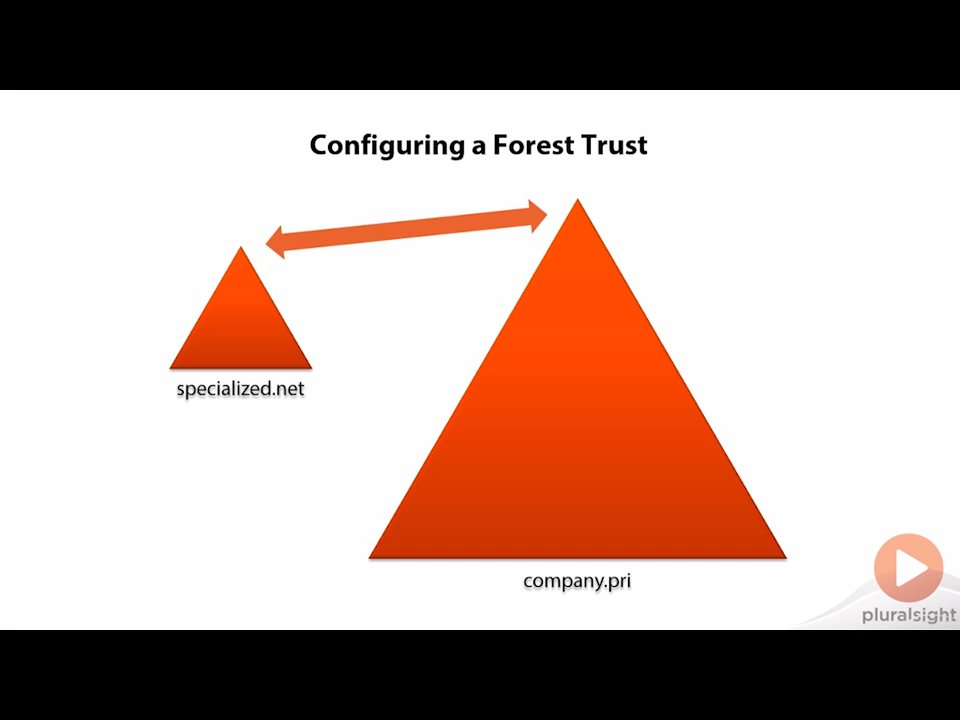 Configuring a Forest Trust
specialized.net
company.pri
pluralsight